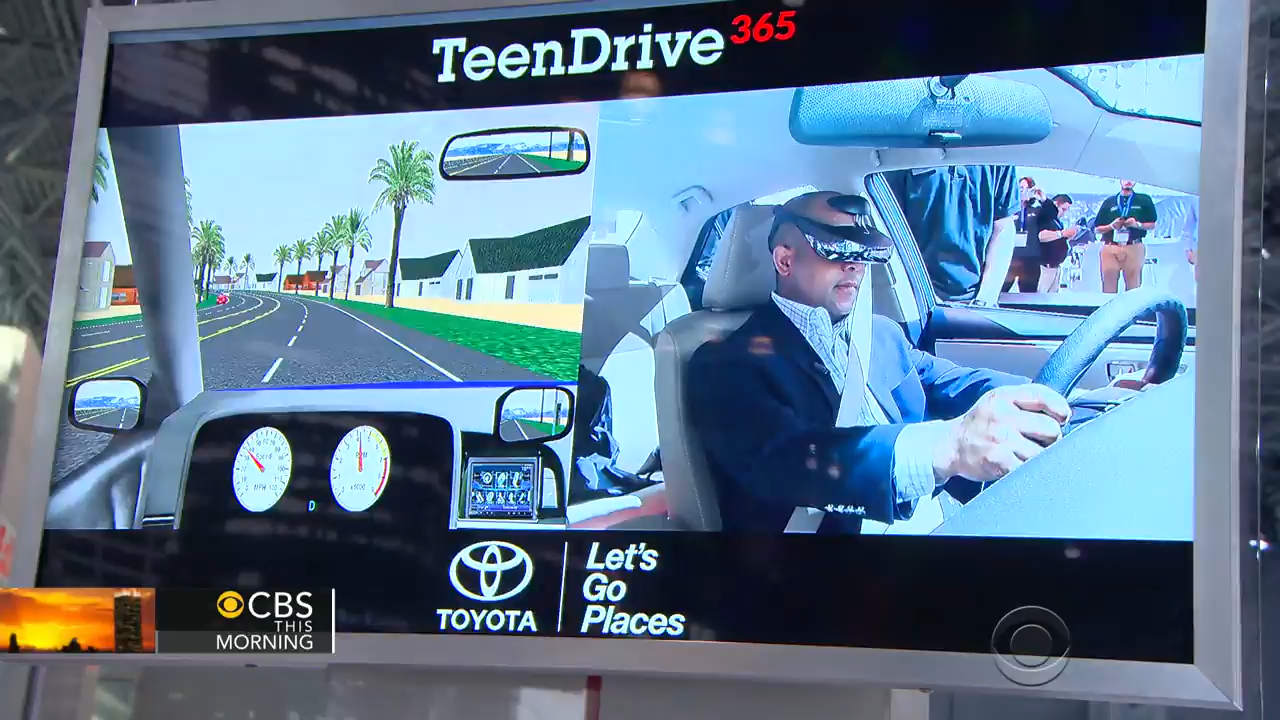 TeenDrive365
D
TOYOTA
Let's
Go
Places
CBS
THIS
MORNING